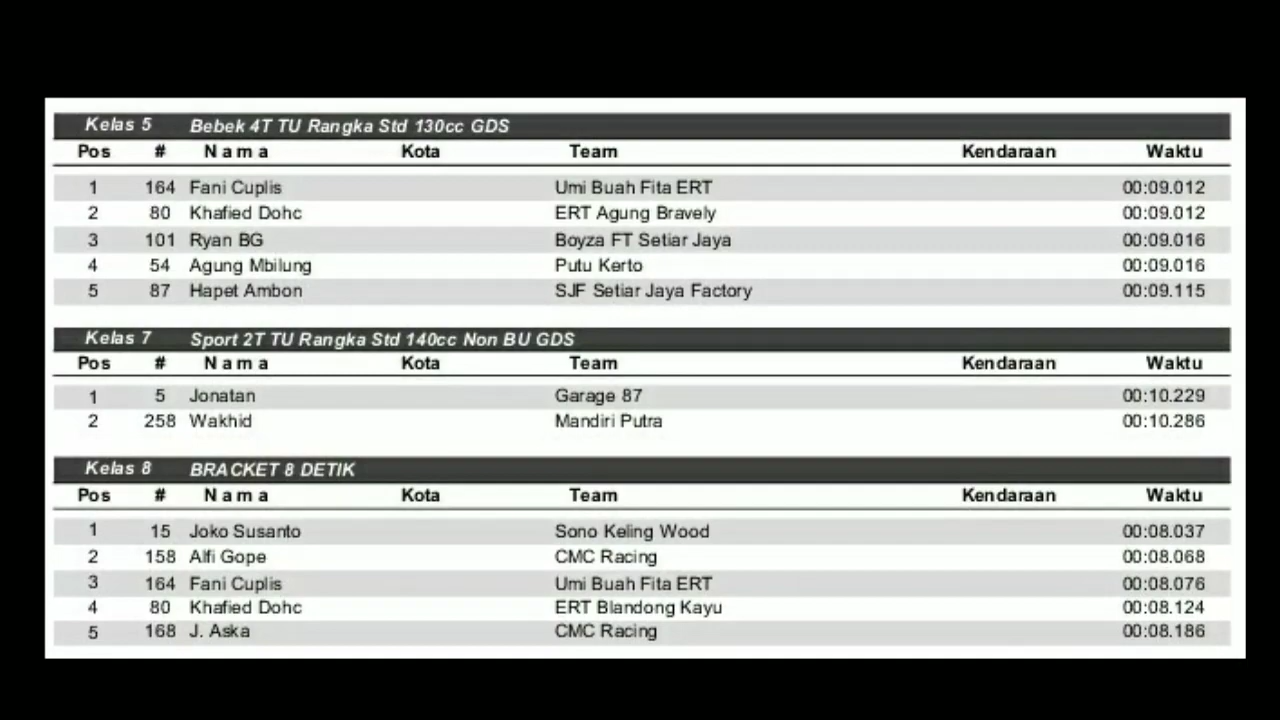 Kelas 5 Bebek 4T TU Rangka Std 130cc GDS
Pos # N a m a Kota Team Kendaraan Waktu
1 164 Fani Cuplis Umi Buah Fita ERT 00:09.012
2 80 Khafied Dohc ERT Agung Bravely 00:09.012
3 101 Ryan BG Boyza FT Setiar Jaya 00:09.016
4 54 Agung Mbilung Putu Kerto 00:09.016
5 87 Hapet Ambon SJF Setiar Jaya Factory 00:09.115
Kelas 7 Sport 2T TU Rangka Std 140cc Non BU GDS
Pos # N a m a Kota Team Kendaraan Waktu
1 5 Jonatan Garage 87 00:10.229
2 258 Wakhid Mandiri Putra 00:10.286
Kelas 8 BRACKET 8 DETIK
Pos # N a m a Kota Team Kendaraan Waktu
1 15 Joko Susanto Sono Keling Wood 00:08.037
2 158 Alfi Gope CMC Racing 00:08.068
3 164 Fani Cuplis Umi Buah Fita ERT 00:08.076
4 80 Khafied Dohc ERT Blandong Kayu 00:08.124
5 168 J. Aska CMC Racing 00:08.186